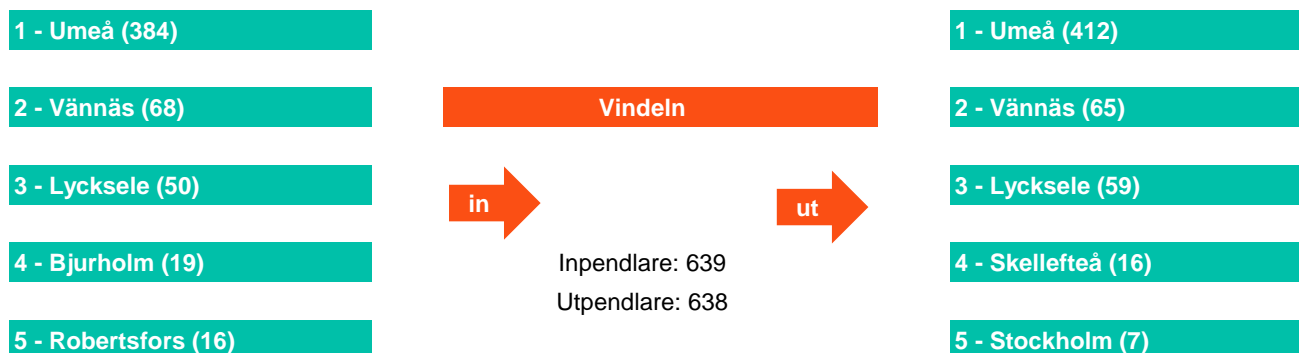 1 - Umeå (384)
2 - Vännäs (68)
3 - Lycksele (50)
4 - Bjurholm (19)
5 - Robertsfors (16)
Vindeln
in
ut
Inpendlare: 639
Utpendlare: 638
1 - Umeå (412)
2 - Vännäs (65)
3 - Lycksele (59)
4 - Skellefteå (16)
5 - Stockholm (7)